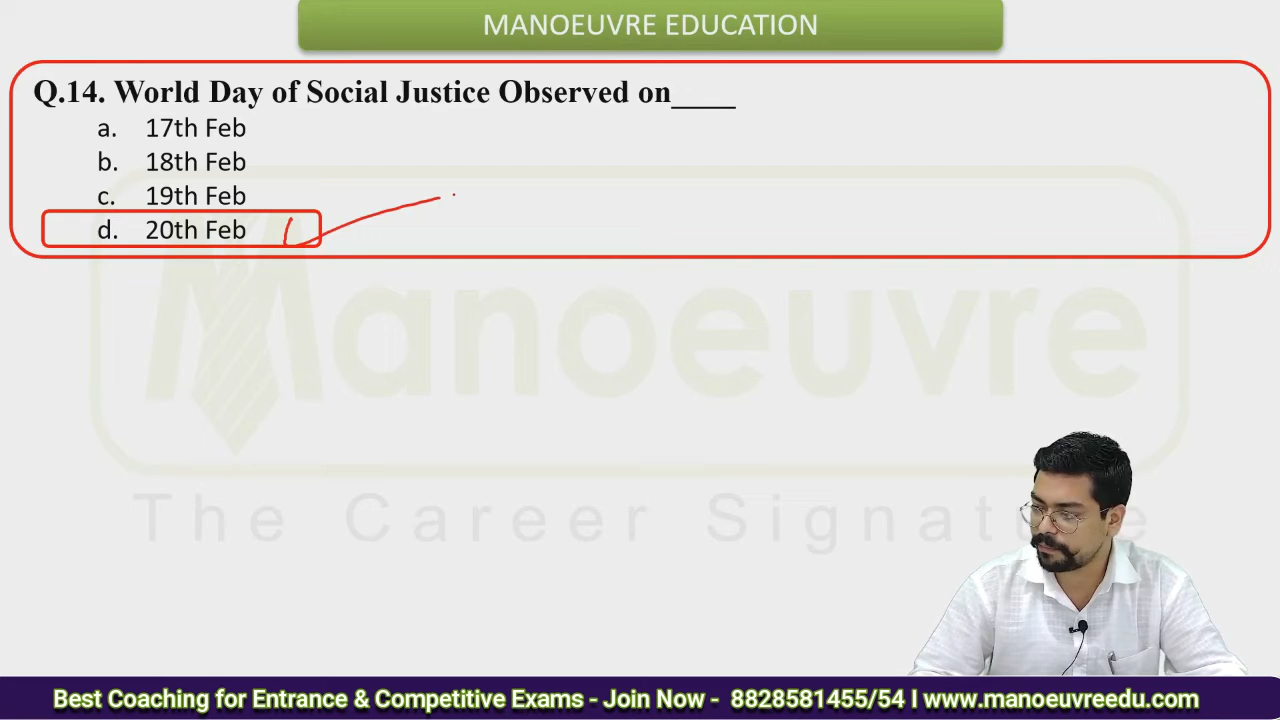 MANOEUVRE EDUCATION
Q.14. World Day of Social Justice Observed on____
a. 17th Feb
b. 18th Feb
c. 19th Feb
d. 20th Feb
Manoeuvre
The Career Signature
Best Coaching for Entrance & Competitive Exams - Join Now - 8828581455/54 I www.manoeuvreedu.com